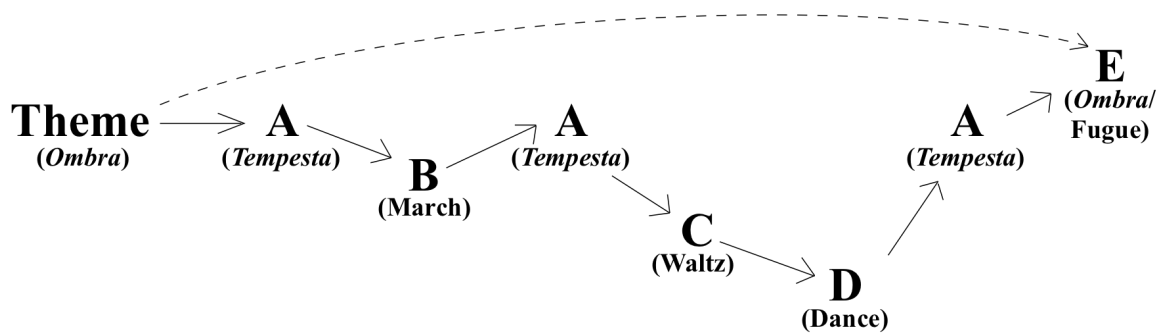 Theme
(Ombra)
A
(Tempesta)
B
(March)
A
(Tempesta)
C
(Waltz)
D
(Dance)
A
(Tempesta)
E
(Ombra/
Fugue)